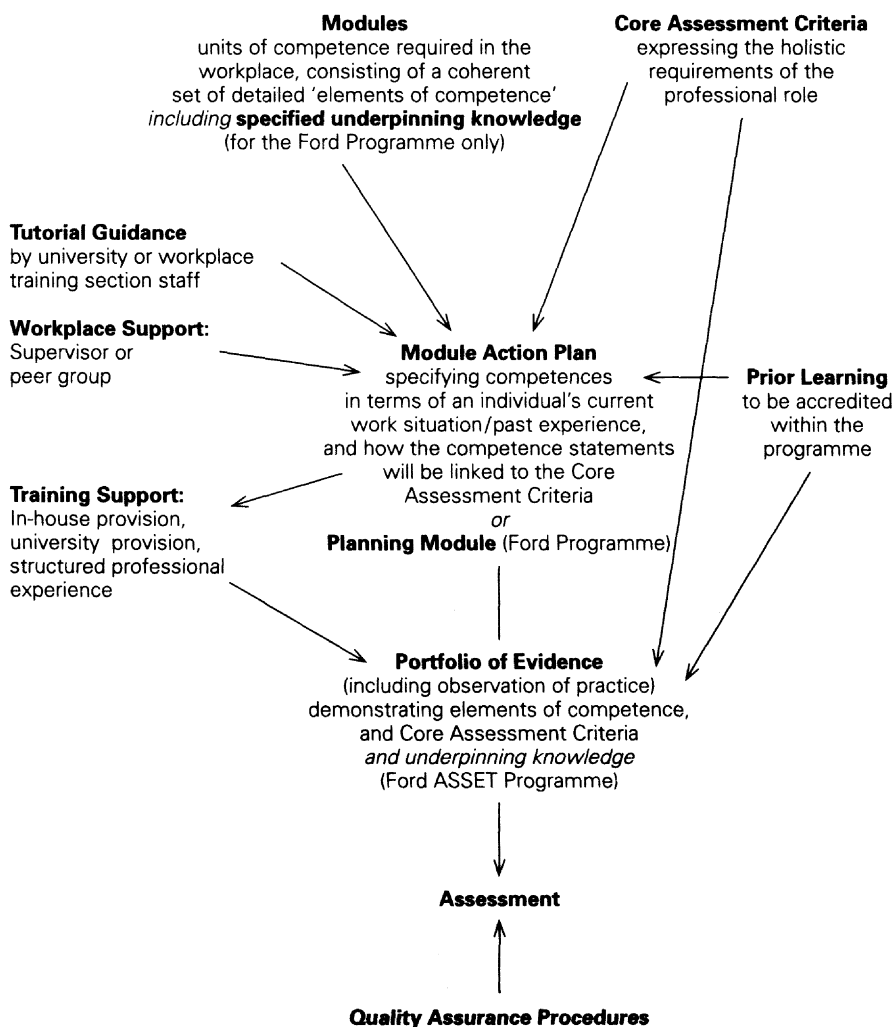 Modules
units of competence required in the
workplace, consisting of a coherent
set of detailed 'elements of competence'
including specified underpinning knowledge
(for the Ford Programme only)
Core Assessment Criteria
expressing the holistic
requirements of the
professional role
Tutorial Guidance
by university or workplace
training section staff
Workplace Support:
Supervisor or
peer group
Module Action Plan
specifying competences
in terms of an individual's current
work situation/past experience,
and how the competence statements
will be linked to the Core
Assessment Criteria
or
Planning Module (Ford Programme)
Prior Learning
to be accredited
within the
programme
Training Support:
In-house provision,
university provision,
structured professional
experience
Portfolio of Evidence
(including observation of practice)
demonstrating elements of competence,
and Core Assessment Criteria
and underpinning knowledge
(Ford ASSET Programme)
Assessment
Quality Assurance Procedures